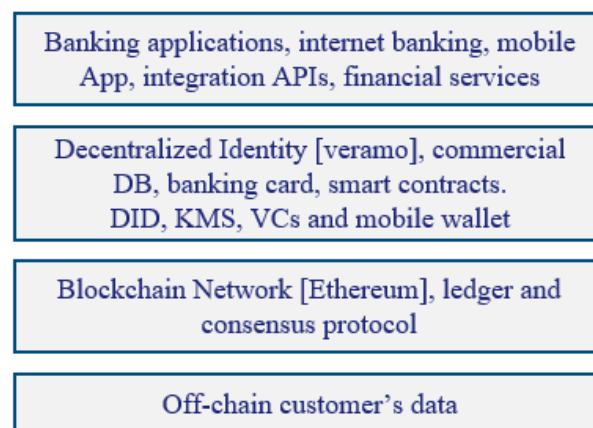 Banking applications, internet banking, mobile
App, integration APIs, financial services
Decentralized Identity [veramo], commercial
DB, banking card, smart contracts.
DID, KMS, VCs and mobile wallet
Blockchain Network [Ethereum], ledger and
consensus protocol
Off-chain customer’s data